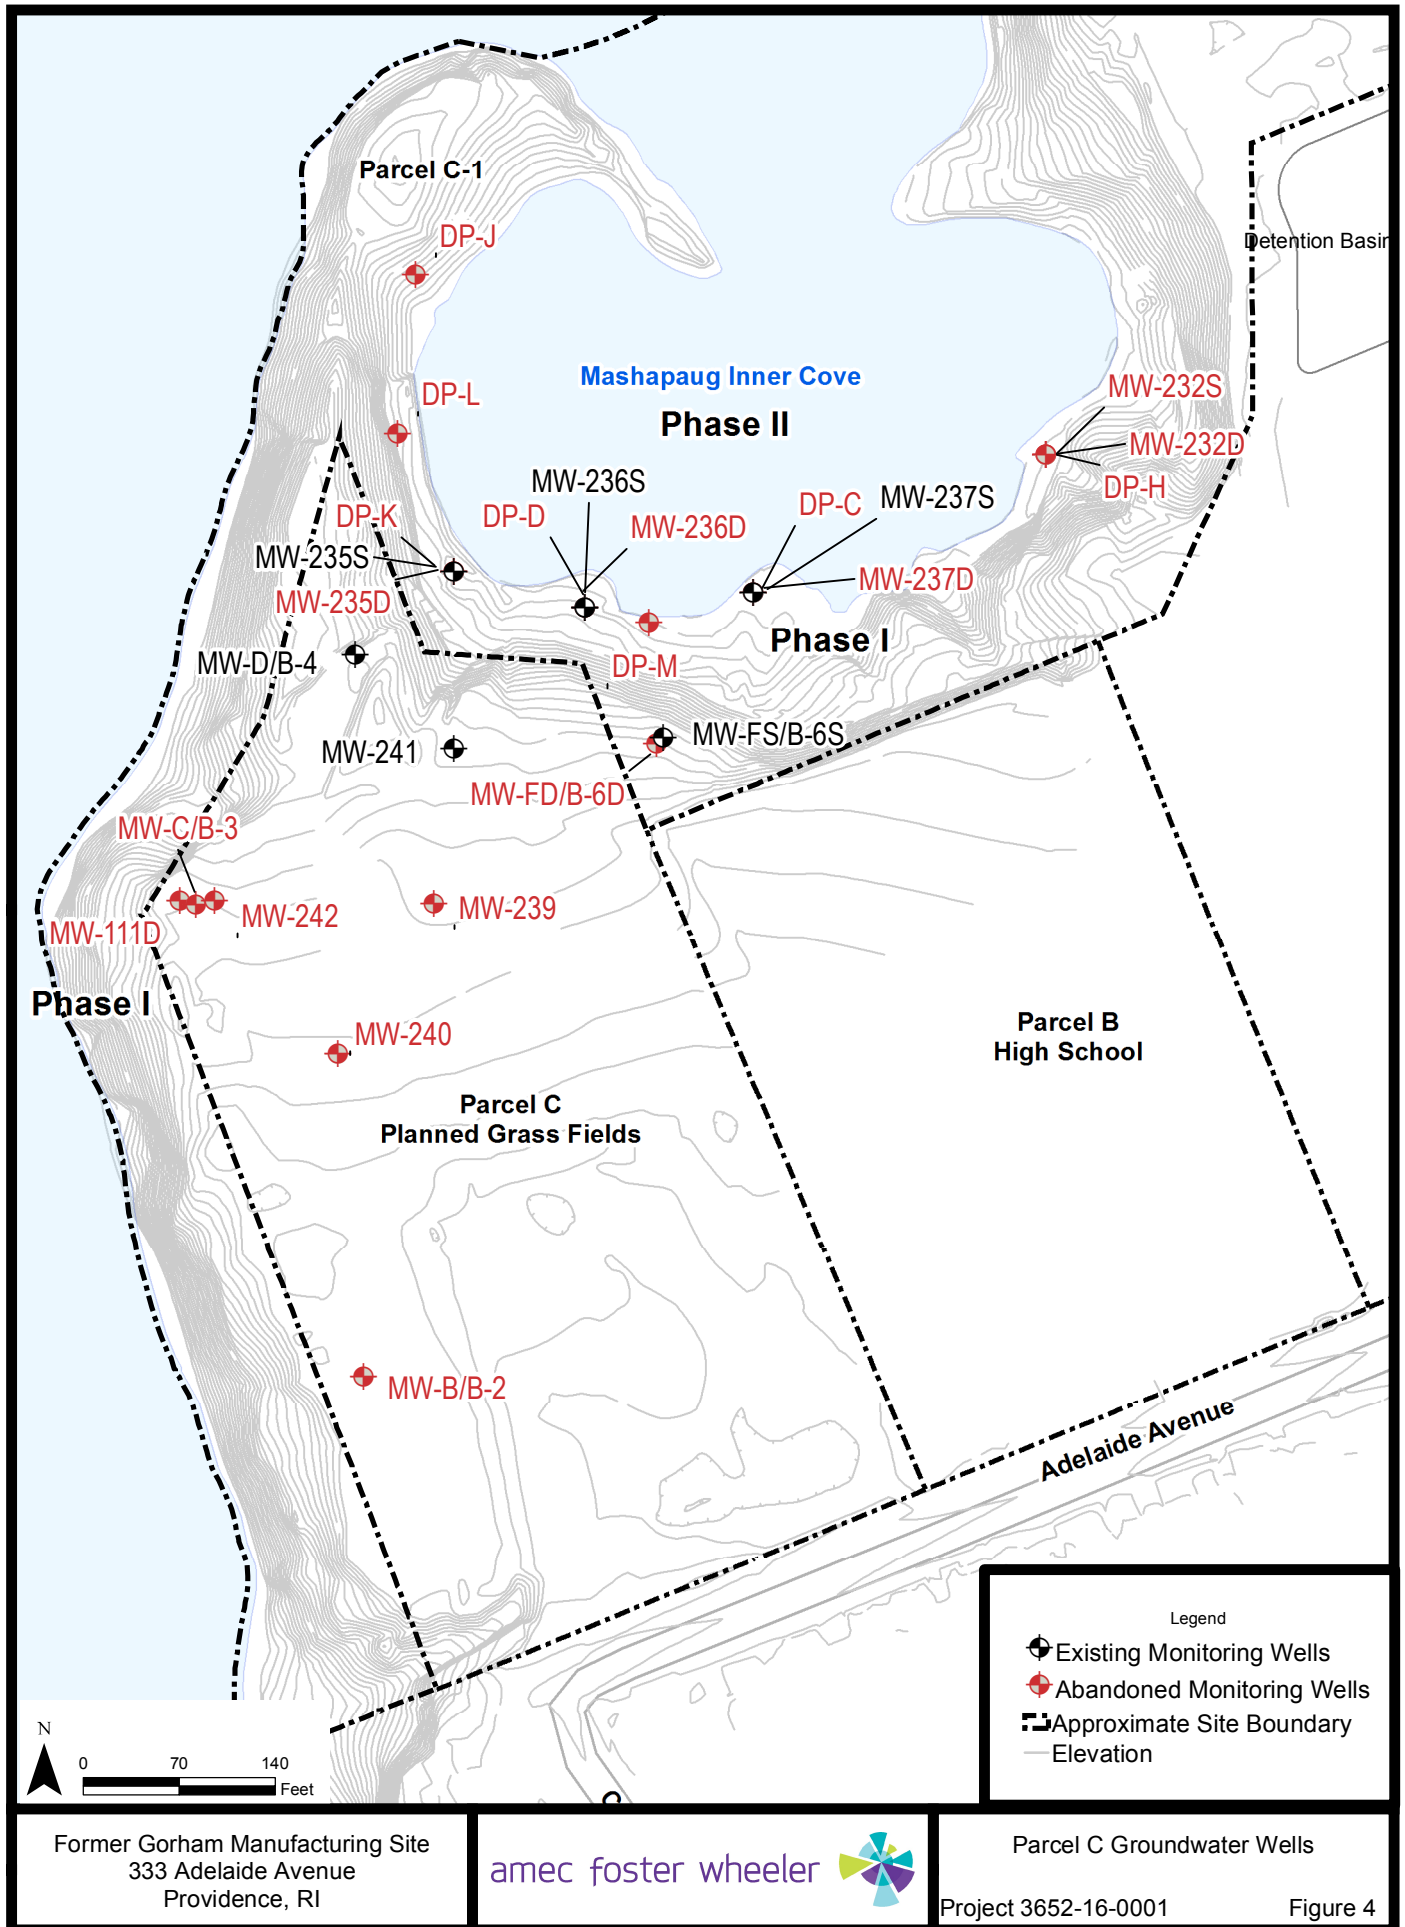 Parcel C-1
DP-J
Detention Basin
Mashapaug Inner Cove
Phase II
DP-L
MW-232S
MW-232D
DP-H
MW-236S
DP-D
MW-236D
DP-C
MW-237S
DP-K
MW-235S
MW-235D
MW-237D
Phase I
MW-D/B-4
DP-M
MW-241
MW-FS/B-6S
MW-FD/B-6D
MW-C/B-3
MW-242
MW-239
MW-111D
Phase I
MW-240
Parcel B
High School
Parcel C
Planned Grass Fields
MW-B/B-2
Adelaide Avenue
Legend
Existing Monitoring Wells
Abandoned Monitoring Wells
Approximate Site Boundary
Elevation
N
0 70 140
Feet
Former Gorham Manufacturing Site
333 Adelaide Avenue
Providence, RI
amec foster wheeler
Parcel C Groundwater Wells
Project 3652-16-0001 Figure 4